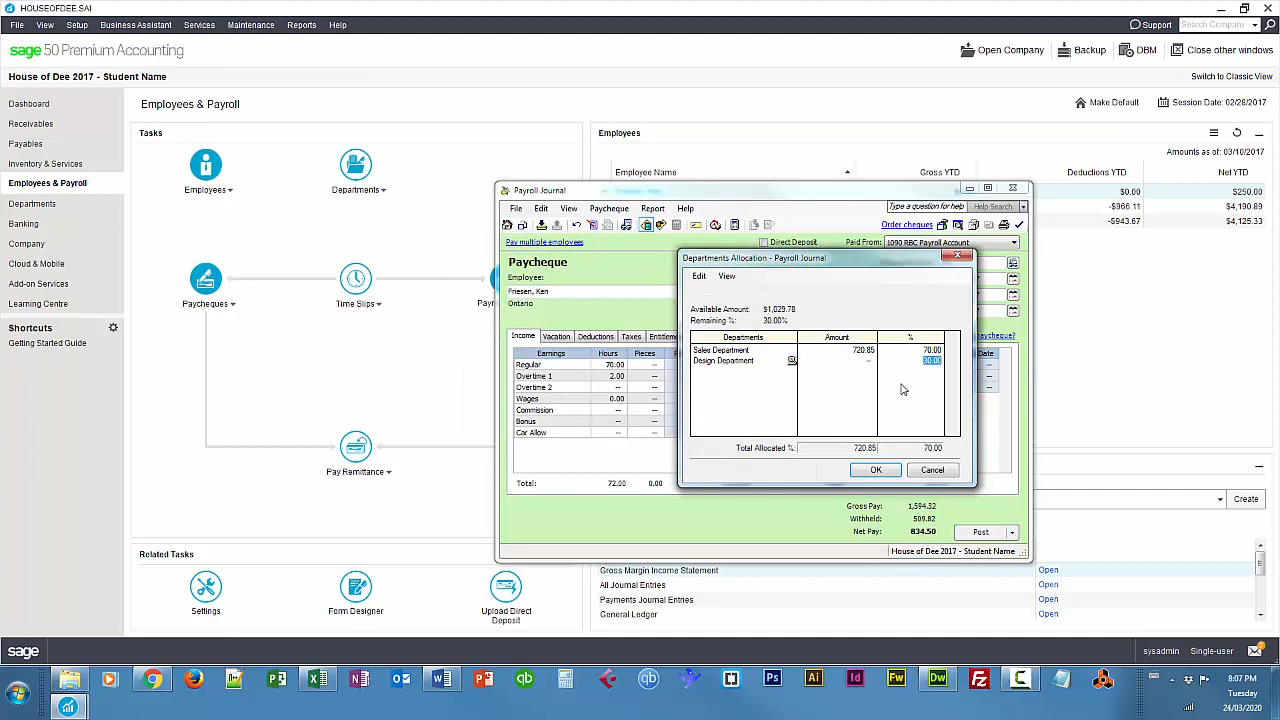 HOUSEOFDEE.SAI
File View Setup Business Assistant Services Maintenance Reports Help
Support
Search Company
sage 50 Premium Accounting
Open Company Backup DBM Close other windows
House of Dee 2017 - Student Name
Switch to Classic View
Dashboard
Receivables
Payables
Inventory & Services
Employees & Payroll
Departments
Banking
Company
Cloud & Mobile
Add-on Services
Learning Centre
Shortcuts
Getting Started Guide
Employees & Payroll
Make Default
Session Date: 02/28/2017
Tasks
Employees
Departments
Paycheques
Time Slips
Pay Remittance
Related Tasks
Settings
Form Designer
Upload Direct
Deposit
Employees
Amounts as of: 03/10/2017
Employee Name Gross YTD Deductions YTD Net YTD
$0.00 $250.00
-$966.11 $4,190.89
-$943.67 $4,125.33
Create
Gross Margin Income Statement Open
All Journal Entries Open
Payments Journal Entries Open
General Ledger Open
Payroll Journal
File Edit View Paycheque Report Help
Type a question for help
Help Search
Order cheques
Pay multiple employees
Direct Deposit
Paid From:
1090 RBC Payroll Account
Paycheque
Employee:
Friesen, Ken
Ontario
paycheque?
Income Vacation Deductions Taxes
Earnings Hours Pieces
Date
Regular 70.00 --
Overtime 1 2.00 --
Overtime 2 -- --
Wages 0.00 --
Commission -- --
Bonus -- --
Car Allow -- --
Total: 72.00 0.00
Gross Pay: 1,594.32
Withheld: 509.82
Net Pay: 834.50
Post
House of Dee 2017 - Student Name
Departments Allocation - Payroll Journal
Edit View
Available Amount: $1,029.78
Remaining %: 30.00%
Departments Amount %
Sales Department 720.85 70.00
Design Department -- 30.00
Total Allocated %: 720.85 70.00
OK Cancel
sage
sysadmin Single-user
8:07 PM
Tuesday
24/03/2020